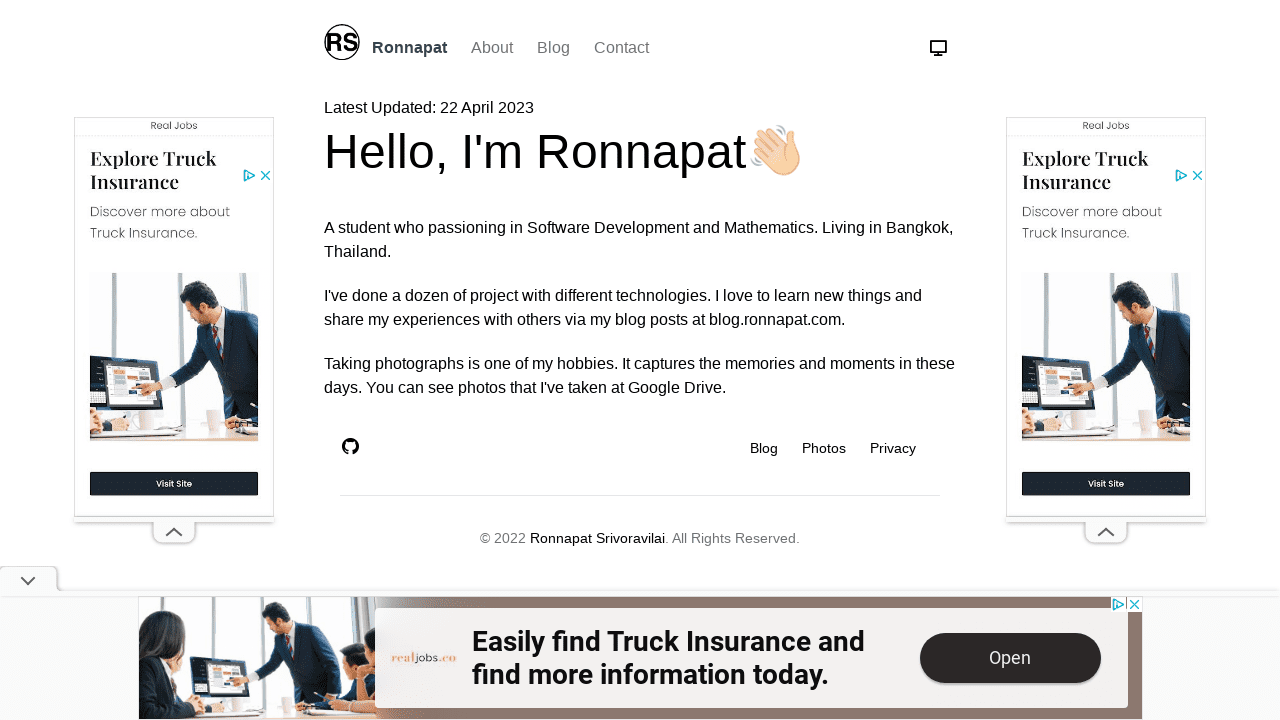 RS
Ronnapat About Blog Contact
Latest Updated: 22 April 2023
Hello, I'm Ronnapat
A student who passioning in Software Development and Mathematics. Living in Bangkok,
Thailand.
I've done a dozen of project with different technologies. I love to learn new things and
share my experiences with others via my blog posts at blog.ronnapat.com.
Taking photographs is one of my hobbies. It captures the memories and moments in these
days. You can see photos that I've taken at Google Drive.
Blog Photos Privacy
© 2022 Ronnapat Srivoravilai. All Rights Reserved.
Real Jobs
Explore Truck
Insurance
Discover more about
Truck Insurance.
Visit Site
Real Jobs
Explore Truck
Insurance
Discover more about
Truck Insurance.
Visit Site
realjobs.co
Easily find Truck Insurance and
find more information today.
Open